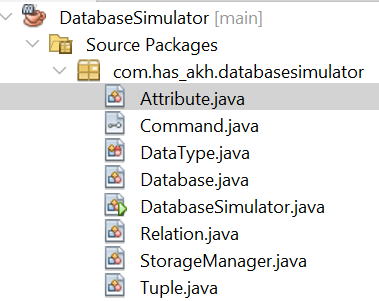 DatabaseSimulator [main]
Source Packages
com.has_akh.databasesimulator
Attribute.java
Command.java
DataType.java
Database.java
DatabaseSimulator.java
Relation.java
StorageManager.java
Tuple.java